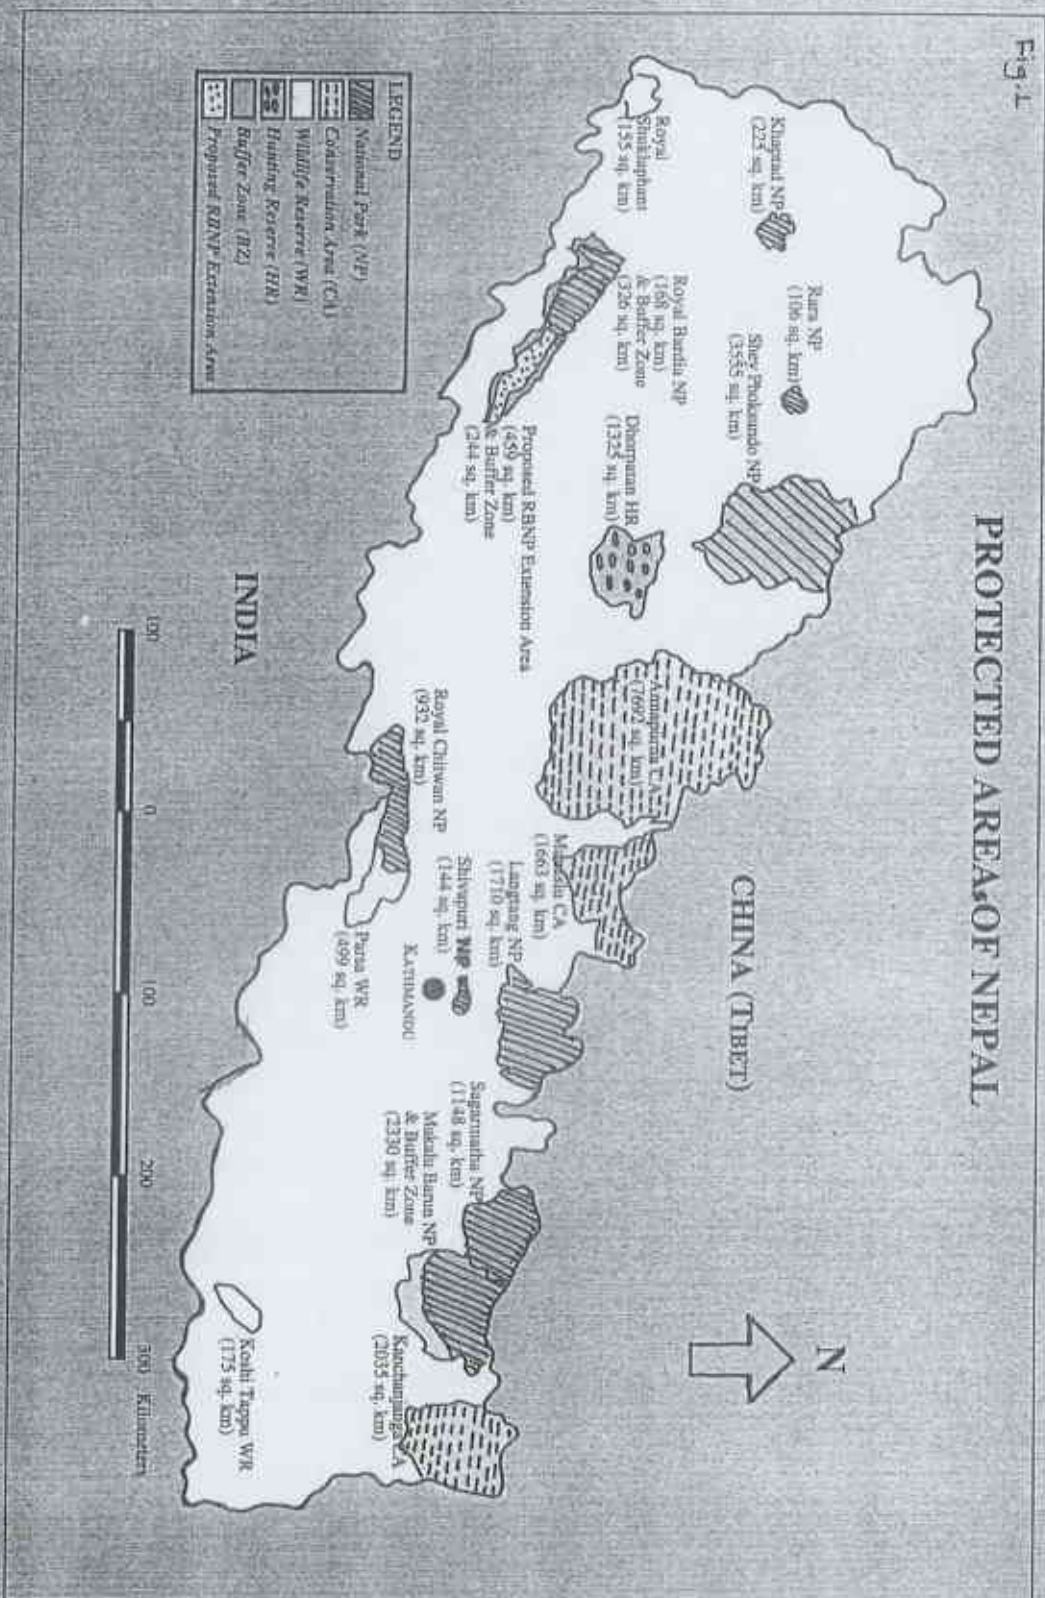 Fig.1
PROTECTED AREAs OF NEPAL
N
CHINA (TIBET)
Khaptad NP
(225 sq. km)
Rara NP
(106 sq. km)
Shey Phoksundo NP
(3555 sq. km)
Royal
Shuklaphant
(155 sq. km)
Royal Bardia NP
(168 sq. km)
& Buffer Zone
(326 sq. km)
Dhorpatan HR
(1325 sq. km)
Proposed RBNP Extension Area
(459 sq. km)
& Buffer Zone
(244 sq. km)
Annapurna CA
(7692 sq. km)
Manaslu CA
(1663 sq. km)
Langtang NP
(1710 sq. km)
Shivapuri NP
(144 sq. km)
KATHMANDU
Royal Chitwan NP
(932 sq. km)
Parsa WR
(499 sq. km)
Sagarmatha NP
(1148 sq. km)
Makalu Barun NP
& Buffer Zone
(2330 sq. km)
Kanchanjanga CA
(2035 sq. km)
Koshi Tappu WR
(175 sq. km)
INDIA
LEGEND
National Park (NP)
Conservation Area (CA)
Wildlife Reserve (WR)
Hunting Reserve (HR)
Buffer Zone (BZ)
Proposed RBNP Extension Area
100 0 100 200 300 Kilometers